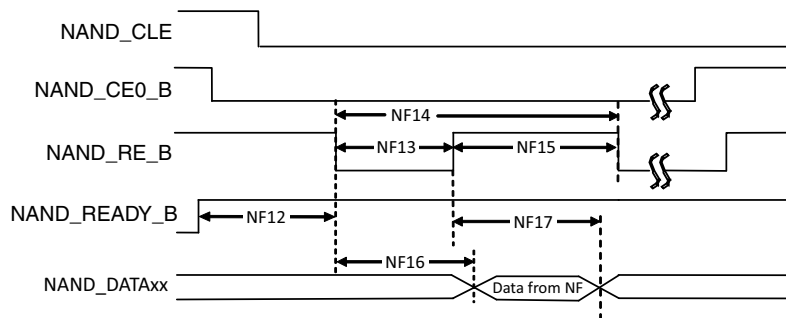 NAND_CLE
NAND_CE0_B
NF14
NAND_RE_B
NF13
NF15
NAND_READY_B
NF12
NF17
NF16
NAND_DATAxx
Data from NF